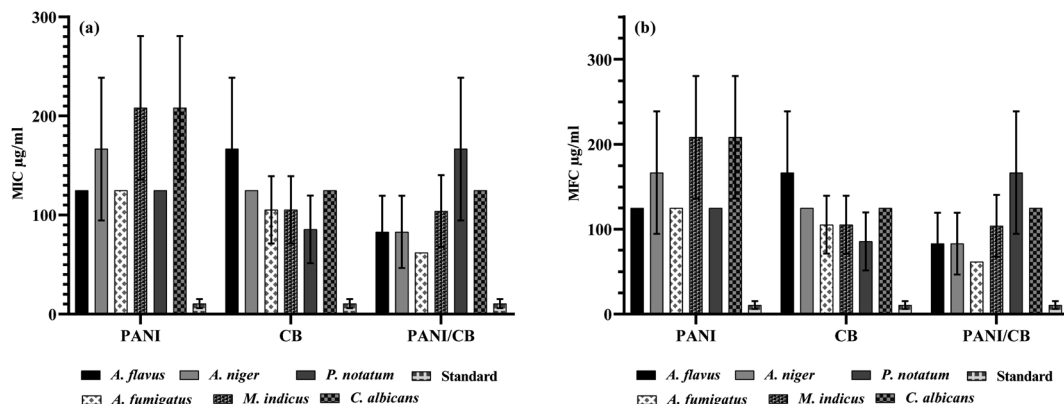 (a)
300
200
100
0
MIC µg/ml
PANI CB PANI/CB
A. flavus A. niger P. notatum Standard
A. fumigatus M. indicus C. albicans
(b)
300
200
100
0
MFC µg/ml
PANI CB PANI/CB
A. flavus A. niger P. notatum Standard
A. fumigatus M. indicus C. albicans